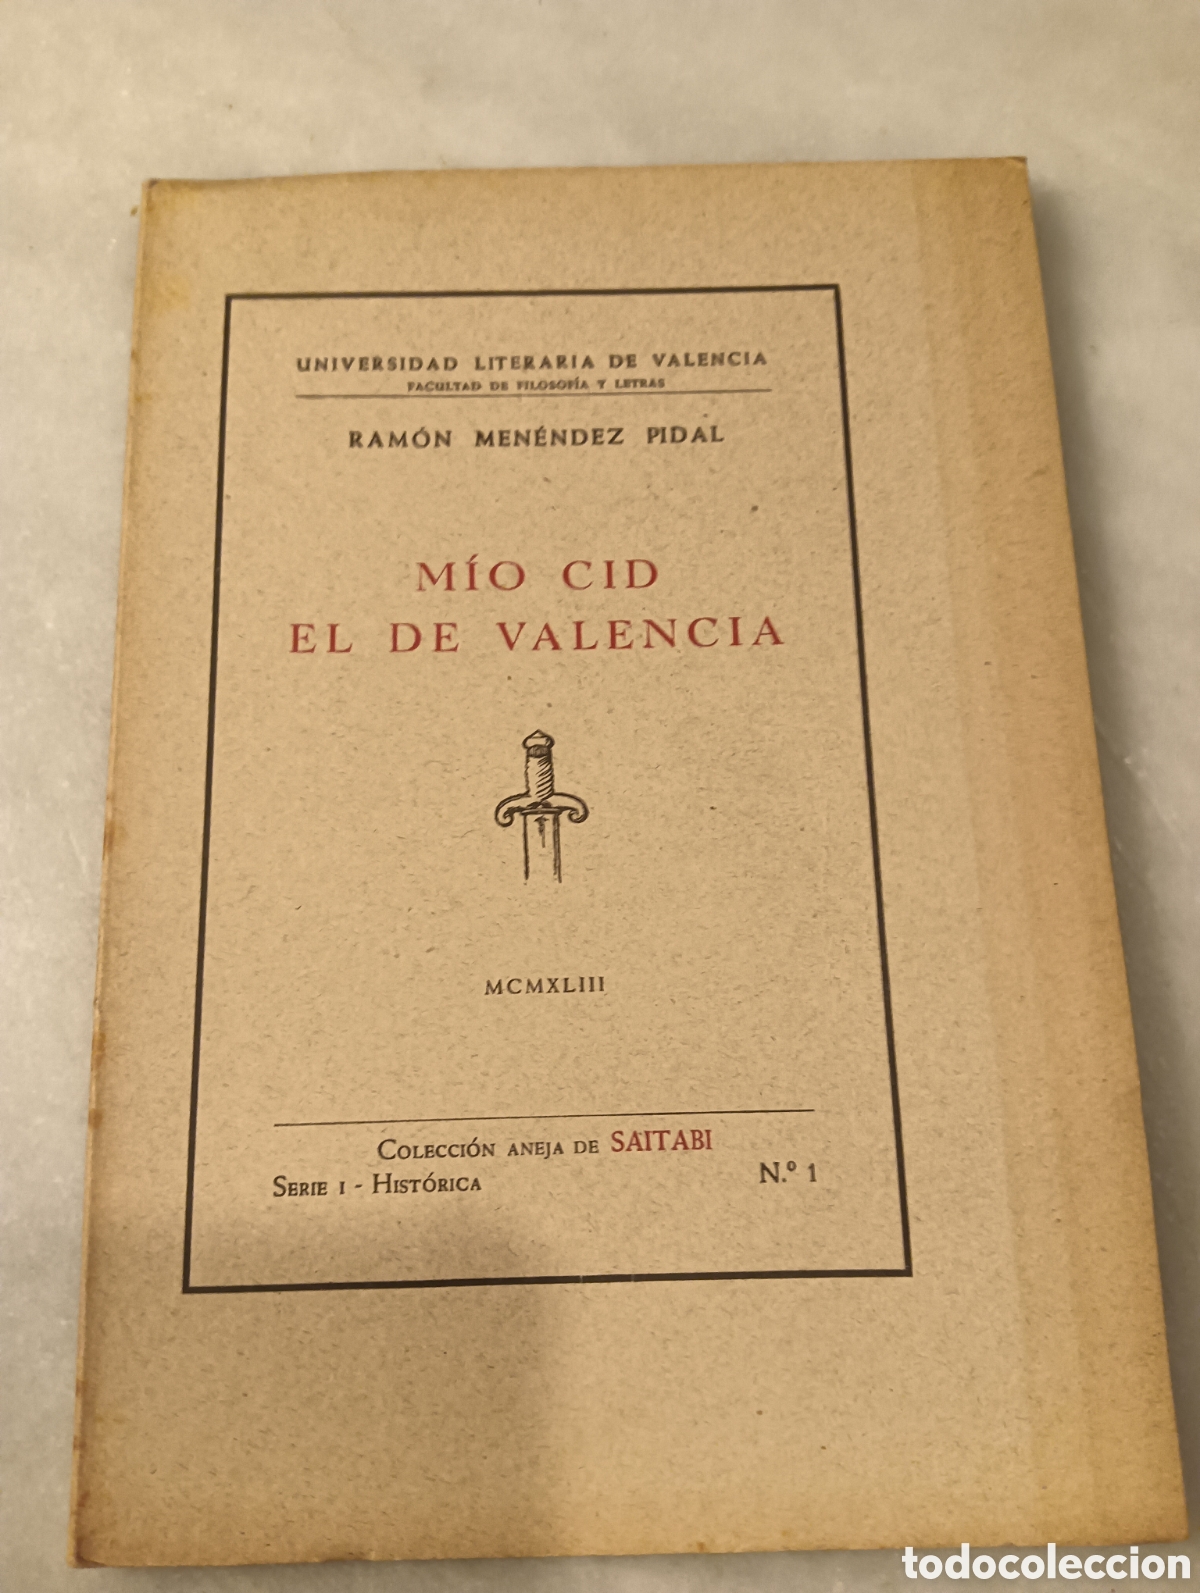 UNIVERSIDAD LITERARIA DE VALENCIA
FACULTAD DE FILOSOFÍA Y LETRAS
RAMÓN MENÉNDEZ PIDAL
MÍO CID
EL DE VALENCIA
MCMXLIII
COLECCIÓN ANEJA DE SAITABI
SERIE I - HISTÓRICA N.º 1
todocoleccion